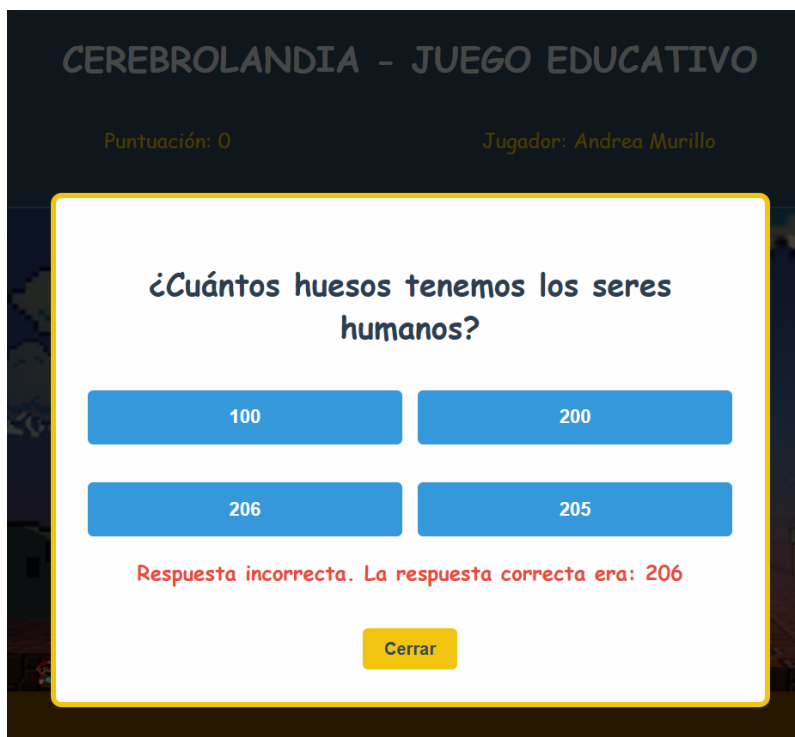 CEREBROLANDIA - JUEGO EDUCATIVO
Puntuación: 0
Jugador: Andrea Murillo
¿Cuántos huesos tenemos los seres
humanos?
100
200
206
205
Respuesta incorrecta. La respuesta correcta era: 206
Cerrar